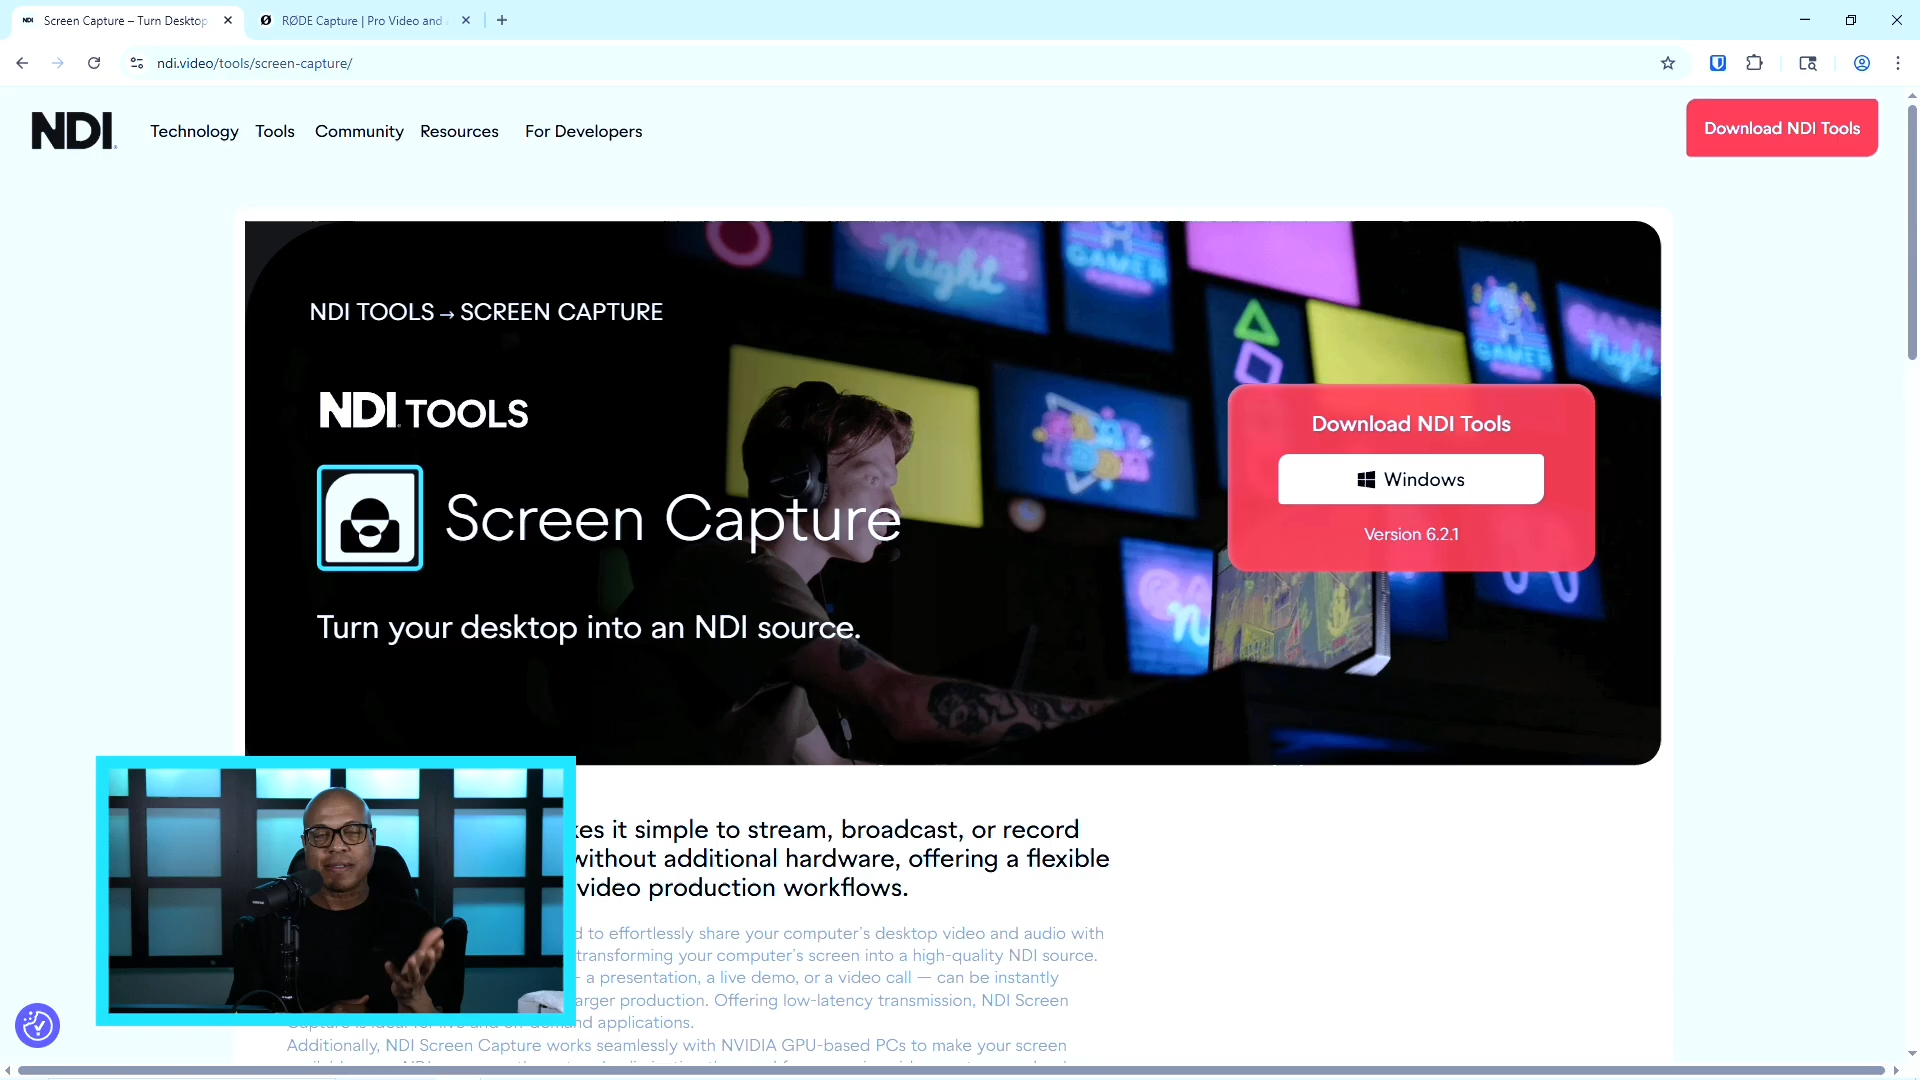 Screen Capture – Turn Desktop
RØDE Capture | Pro Video and
ndi.video/tools/screen-capture/
NDI
Technology
Tools
Community
Resources
For Developers
Download NDI Tools
NDI TOOLS → SCREEN CAPTURE
NDI TOOLS
Screen Capture
Turn your desktop into an NDI source.
Download NDI Tools
Windows
Version 6.2.1
GAME
Night
GAMER
GAMER
Night
it simple to stream, broadcast, or record
without additional hardware, offering a flexible
video production workflows.
to effortlessly share your computer's desktop video and audio with
transforming your computer's screen into a high-quality NDI source.
a presentation, a live demo, or a video call — can be instantly
production. Offering low-latency transmission, NDI Screen
applications.
Additionally, NDI Screen Capture works seamlessly with NVIDIA GPU-based PCs to make your screen